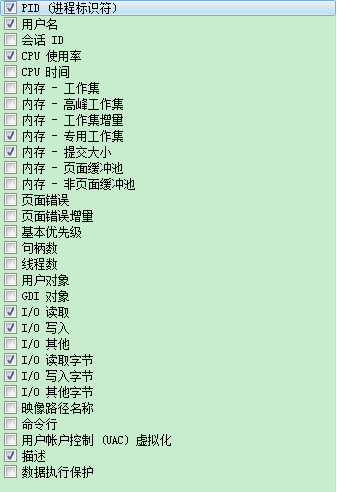 PID (进程标识符)
用户名
会话 ID
CPU 使用率
CPU 时间
内存 - 工作集
内存 - 高峰工作集
内存 - 工作集增量
内存 - 专用工作集
内存 - 提交大小
内存 - 页面缓冲池
内存 - 非页面缓冲池
页面错误
页面错误增量
基本优先级
句柄数
线程数
用户对象
GDI 对象
I/O 读取
I/O 写入
I/O 其他
I/O 读取字节
I/O 写入字节
I/O 其他字节
映像路径名称
命令行
用户帐户控制 (UAC) 虚拟化
描述
数据执行保护